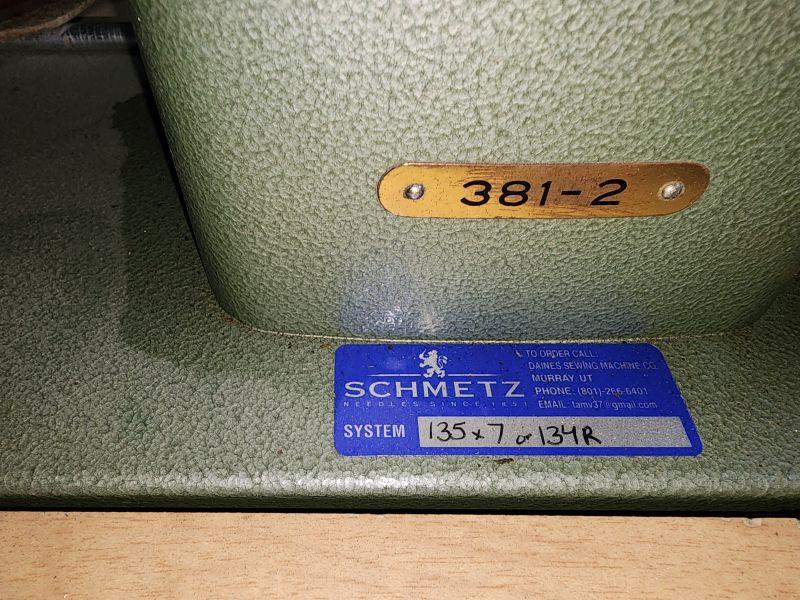 381-2
TO ORDER CALL:
DAINES SEWING MACHINE CO.
MURRAY, UT
PHONE: (801)-266-6401
EMAIL: tamv37@gmail.com
SCHMETZ
NEEDLES SINCE 1851
SYSTEM 135x7 or 134R